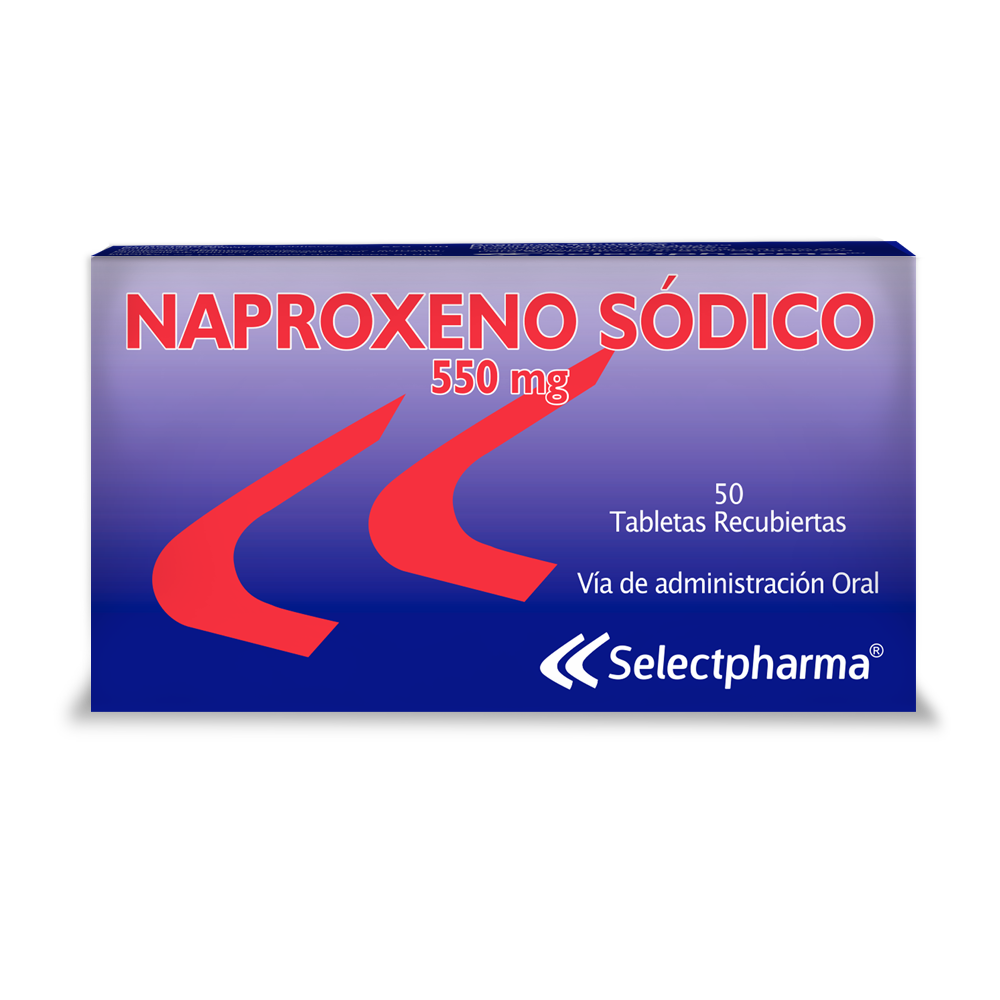 NAPROXENO SÓDICO
550 mg
50
Tabletas Recubiertas
Vía de administración Oral
Selectpharma®